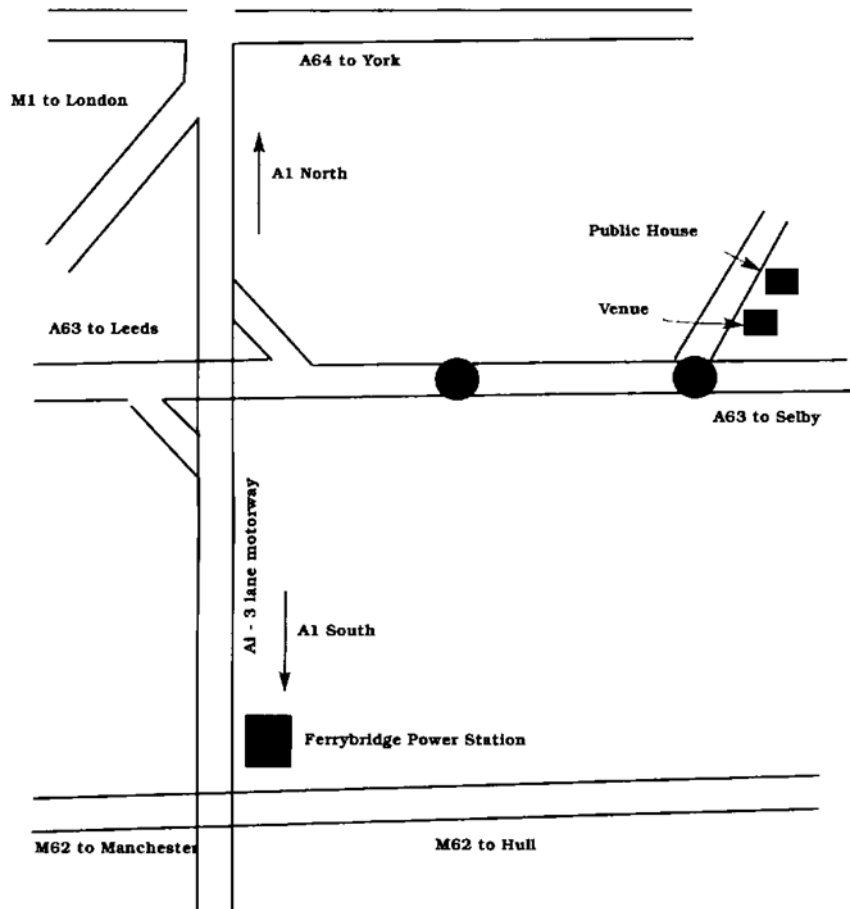 A64 to York
M1 to London
A1 North
Public House
Venue
A63 to Leeds
A63 to Selby
A1 - 3 lane motorway
A1 South
Ferrybridge Power Station
M62 to Manchester
M62 to Hull